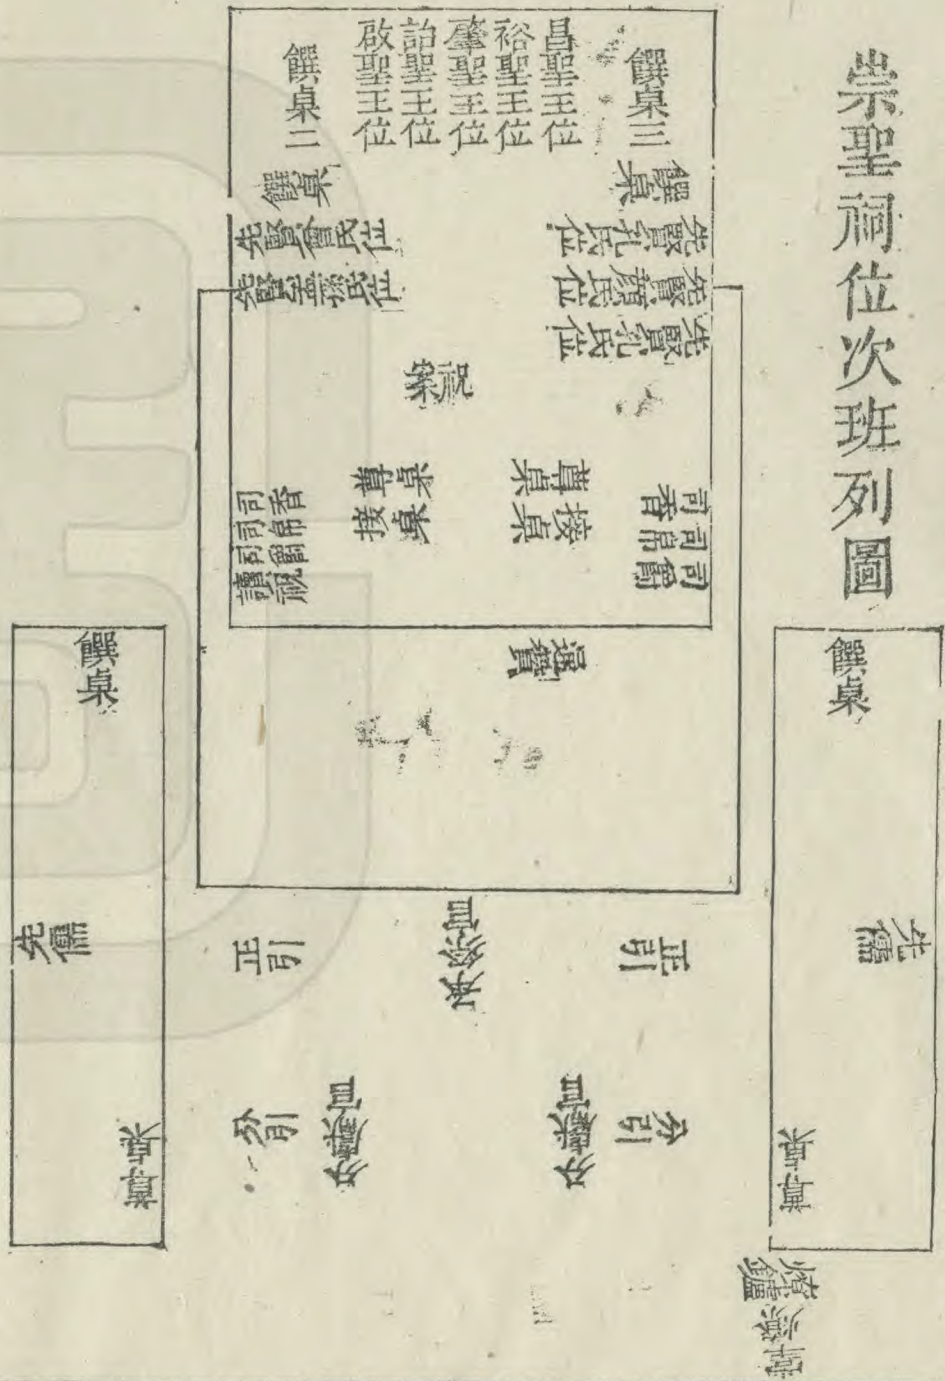 崇聖祠位次班列圖
饌桌三
昌聖王位
裕聖王位
肇聖王位
詒聖王位
啟聖王位
饌桌二
饌桌
先賢孔氏位
先賢顏氏位
先賢孔氏位
饌桌
先賢曾氏位
先賢孟孫氏位
祝案
尊桌
接桌
尊桌
接桌
司香
司帛
司爵
司香
司帛
司爵
讀祝
通贊
饌桌
先儒
尊桌
饌桌
先儒
尊桌
正引
承祭官
正引
分引
分獻官
分獻官
分引
燎鑪